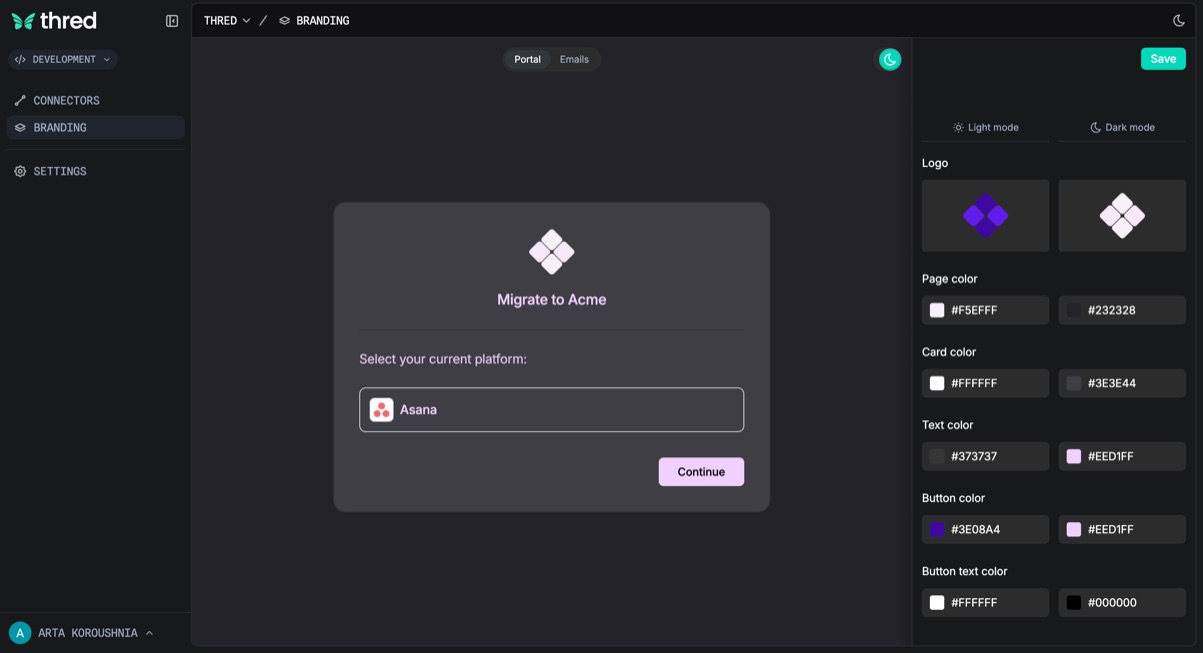 thred
THRED / BRANDING
</> DEVELOPMENT
CONNECTORS
BRANDING
SETTINGS
A ARTA KOROUSHNIA
Portal Emails
Migrate to Acme
Select your current platform:
Asana
Continue
Save
Light mode Dark mode
Logo
Page color
#F5EFFF #232328
Card color
#FFFFFF #3E3E44
Text color
#373737 #EED1FF
Button color
#3E08A4 #EED1FF
Button text color
#FFFFFF #000000